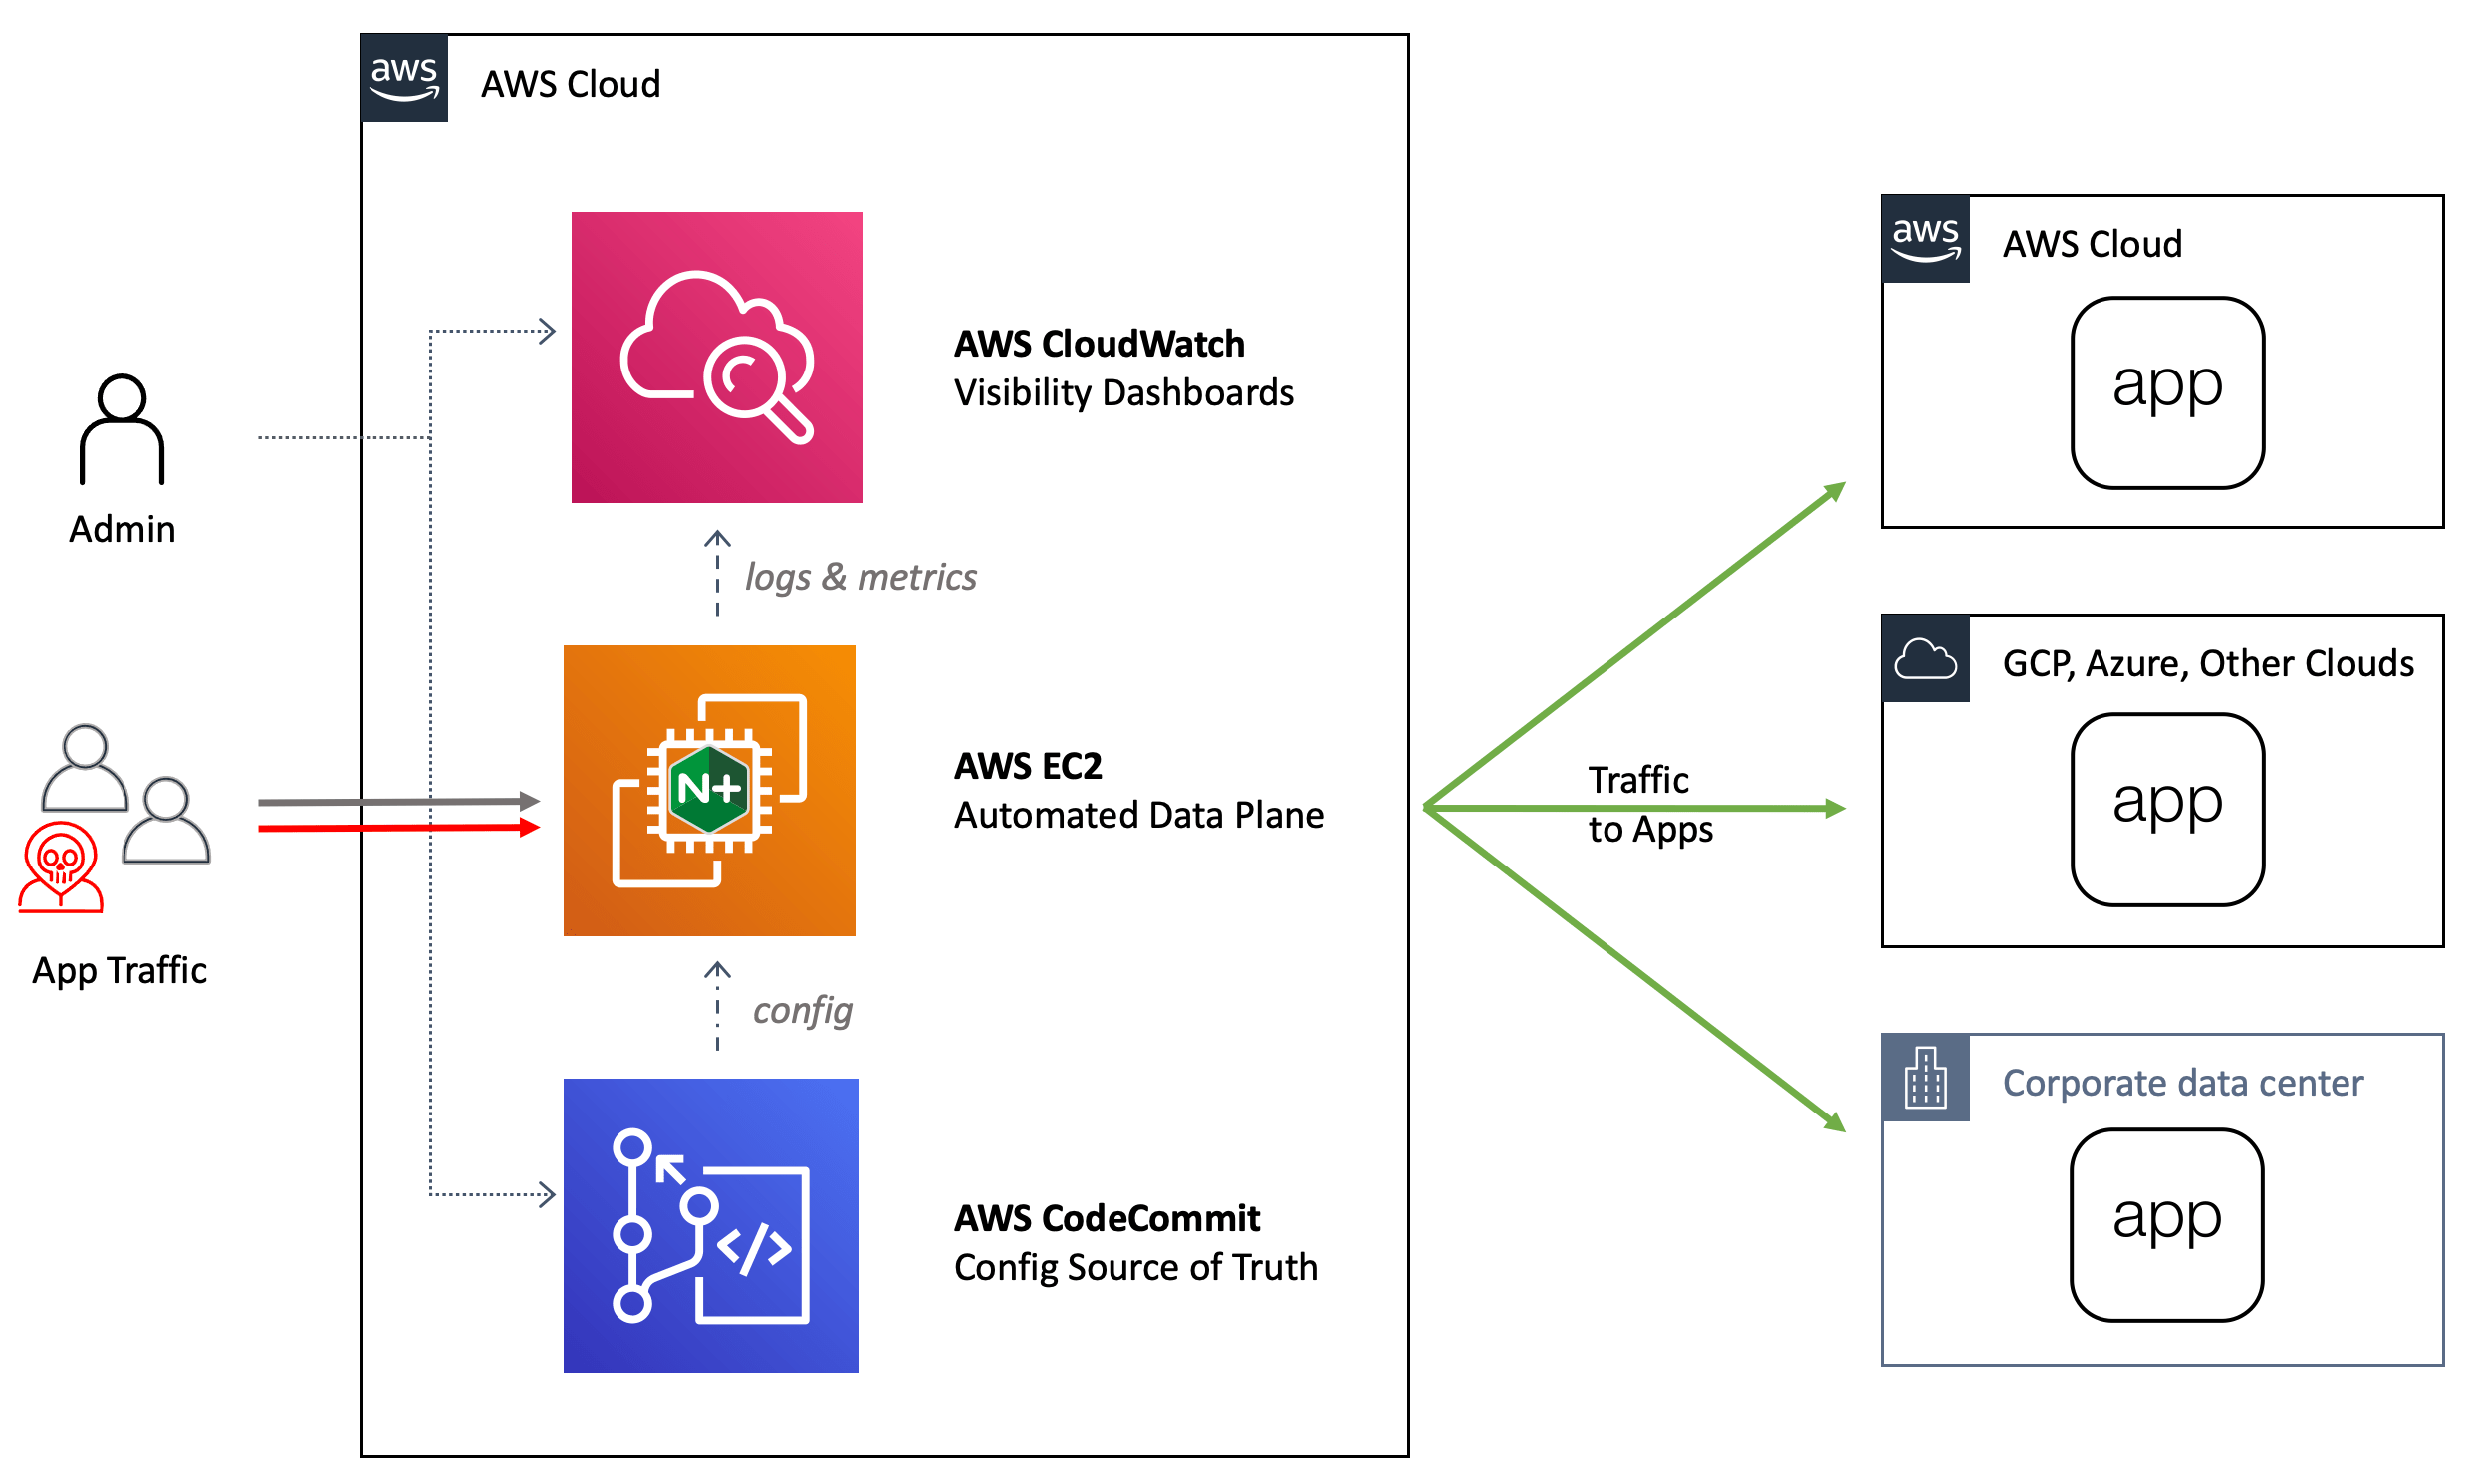 aws
AWS Cloud
AWS CloudWatch
Visibility Dashboards
Admin
logs & metrics
N+
AWS EC2
Automated Data Plane
App Traffic
config
AWS CodeCommit
</>
Config Source of Truth
Traffic
to Apps
aws
AWS Cloud
app
GCP, Azure, Other Clouds
app
Corporate data center
app